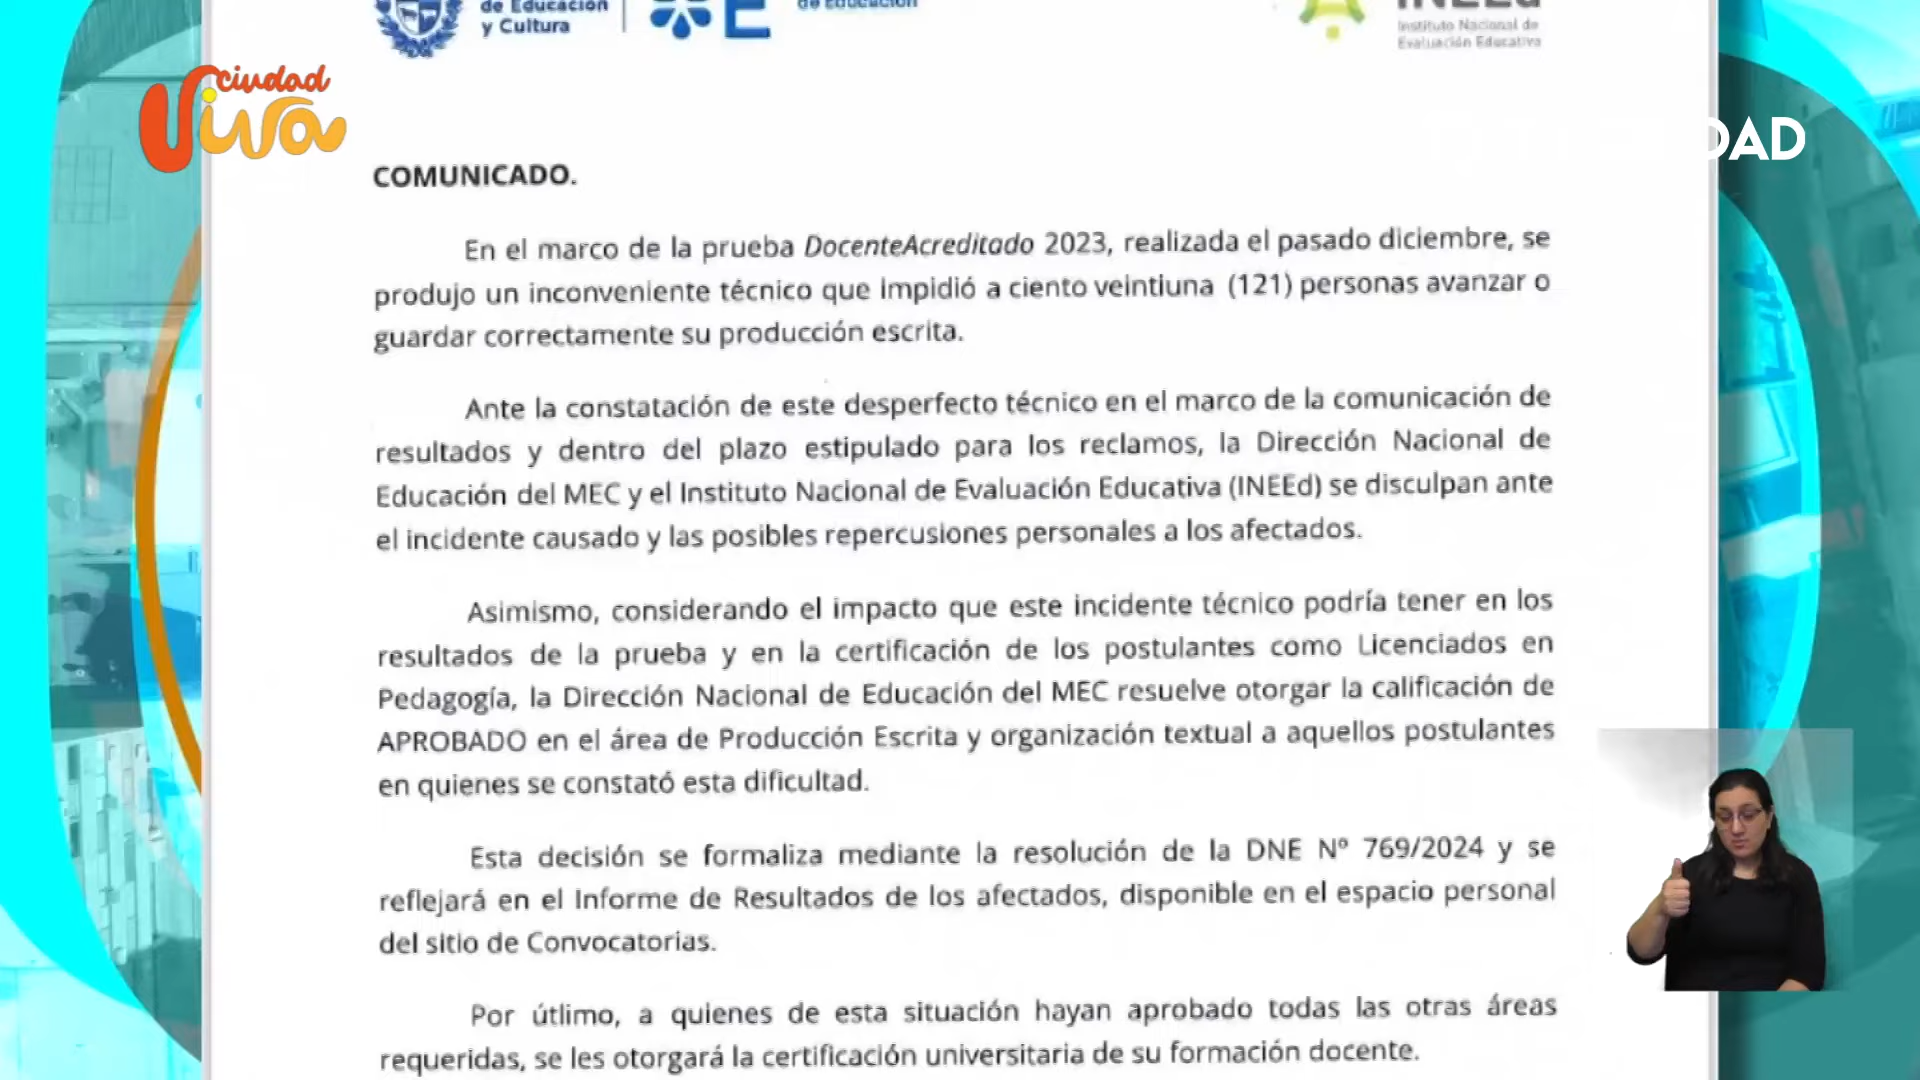 de Educación
y Cultura
de Educación
INEEd
Instituto Nacional de
Evaluación Educativa
ciudad
Viva
DAD
COMUNICADO.
En el marco de la prueba DocenteAcreditado 2023, realizada el pasado diciembre, se
produjo un inconveniente técnico que impidió a ciento veintiuna (121) personas avanzar o
guardar correctamente su producción escrita.
Ante la constatación de este desperfecto técnico en el marco de la comunicación de
resultados y dentro del plazo estipulado para los reclamos, la Dirección Nacional de
Educación del MEC y el Instituto Nacional de Evaluación Educativa (INEEd) se disculpan ante
el incidente causado y las posibles repercusiones personales a los afectados.
Asimismo, considerando el impacto que este incidente técnico podría tener en los
resultados de la prueba y en la certificación de los postulantes como Licenciados en
Pedagogía, la Dirección Nacional de Educación del MEC resuelve otorgar la calificación de
APROBADO en el área de Producción Escrita y organización textual a aquellos postulantes
en quienes se constató esta dificultad.
Esta decisión se formaliza mediante la resolución de la DNE Nº 769/2024 y se
reflejará en el Informe de Resultados de los afectados, disponible en el espacio personal
del sitio de Convocatorias.
Por útlimo, a quienes de esta situación hayan aprobado todas las otras áreas
requeridas, se les otorgará la certificación universitaria de su formación docente.